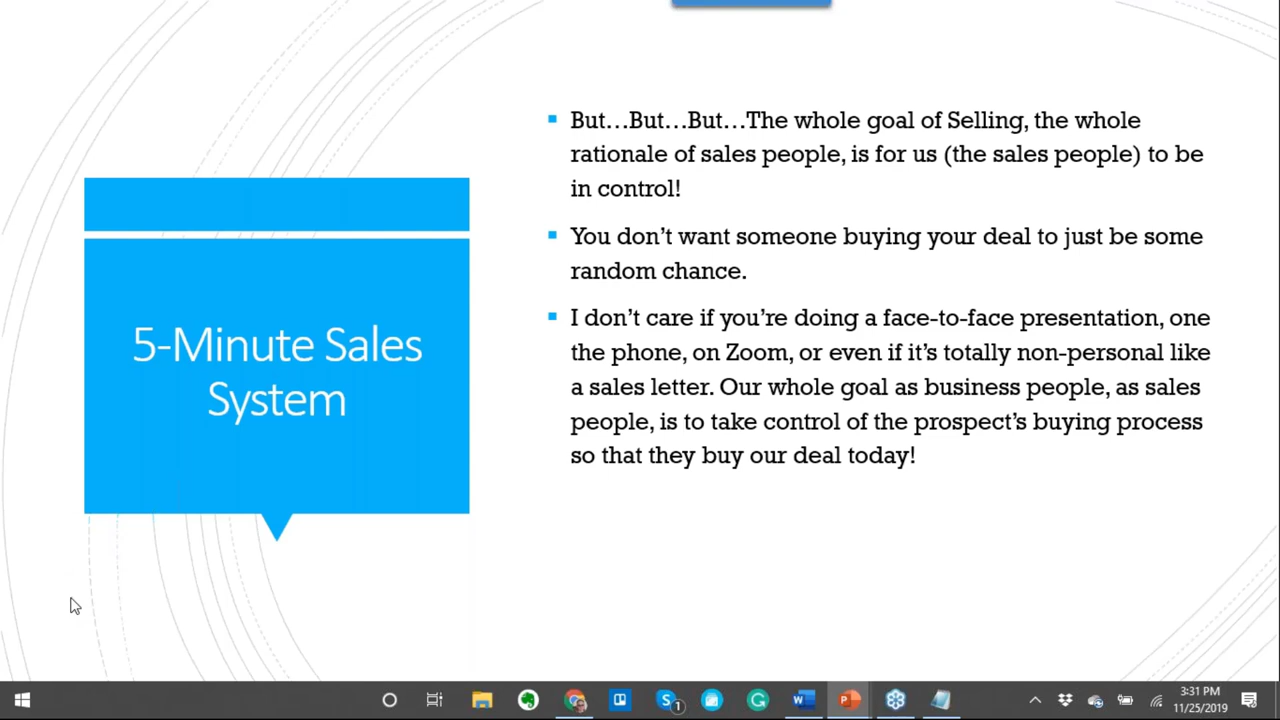 But…But…But…The whole goal of Selling, the whole
rationale of sales people, is for us (the sales people) to be
in control!
You don’t want someone buying your deal to just be some
random chance.
I don’t care if you’re doing a face-to-face presentation, one
the phone, on Zoom, or even if it’s totally non-personal like
a sales letter. Our whole goal as business people, as sales
people, is to take control of the prospect’s buying process
so that they buy our deal today!
5-Minute Sales
System
1
3:31 PM
11/25/2019